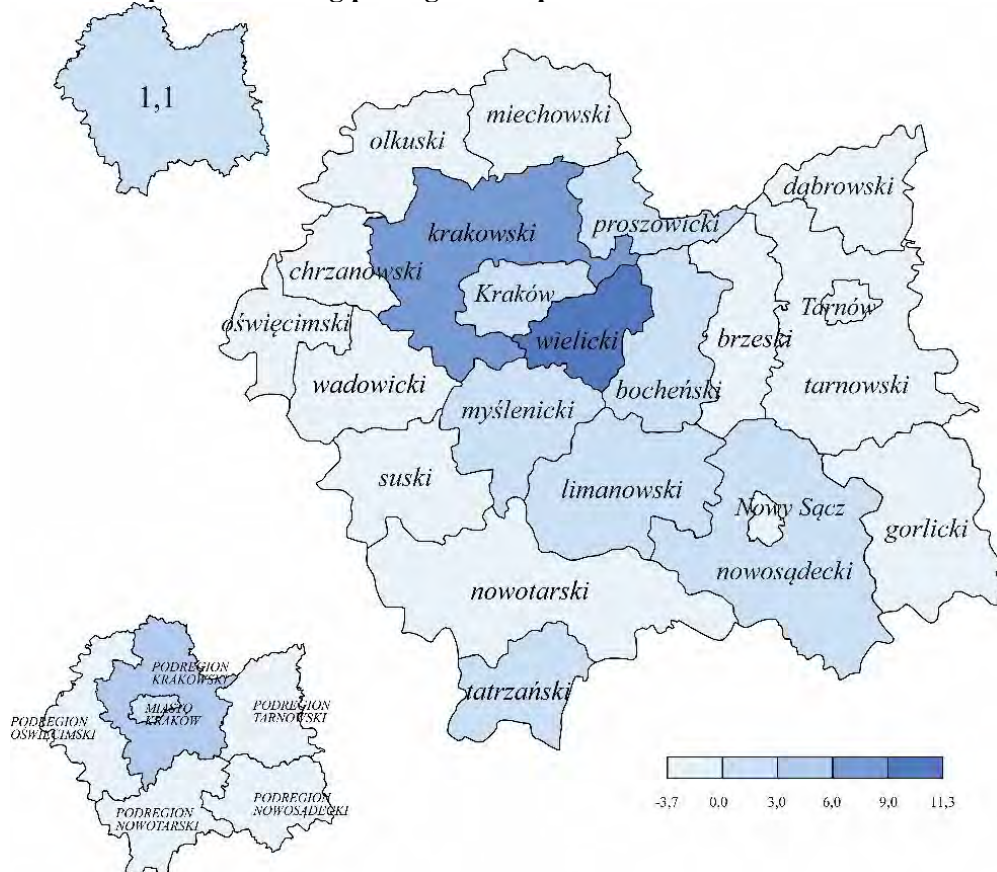 1,1
miechowski
olkuski
dąbrowski
proszowicki
krakowski
chrzanowski
Kraków
Tarnów
oświęcimski
wielicki
brzeski
wadowicki
bocheński
tarnowski
myślenicki
suski
limanowski
Nowy Sącz
gorlicki
nowosądecki
nowotarski
tatrzański
PODREGION
KRAKOWSKI
MIASTO
KRAKÓW
PODREGION
TARNOWSKI
PODREGION
OŚWIĘCIMSKI
PODREGION
NOWOTARSKI
PODREGION
NOWOSĄDECKI
-3,7 0,0 3,0 6,0 9,0 11,3